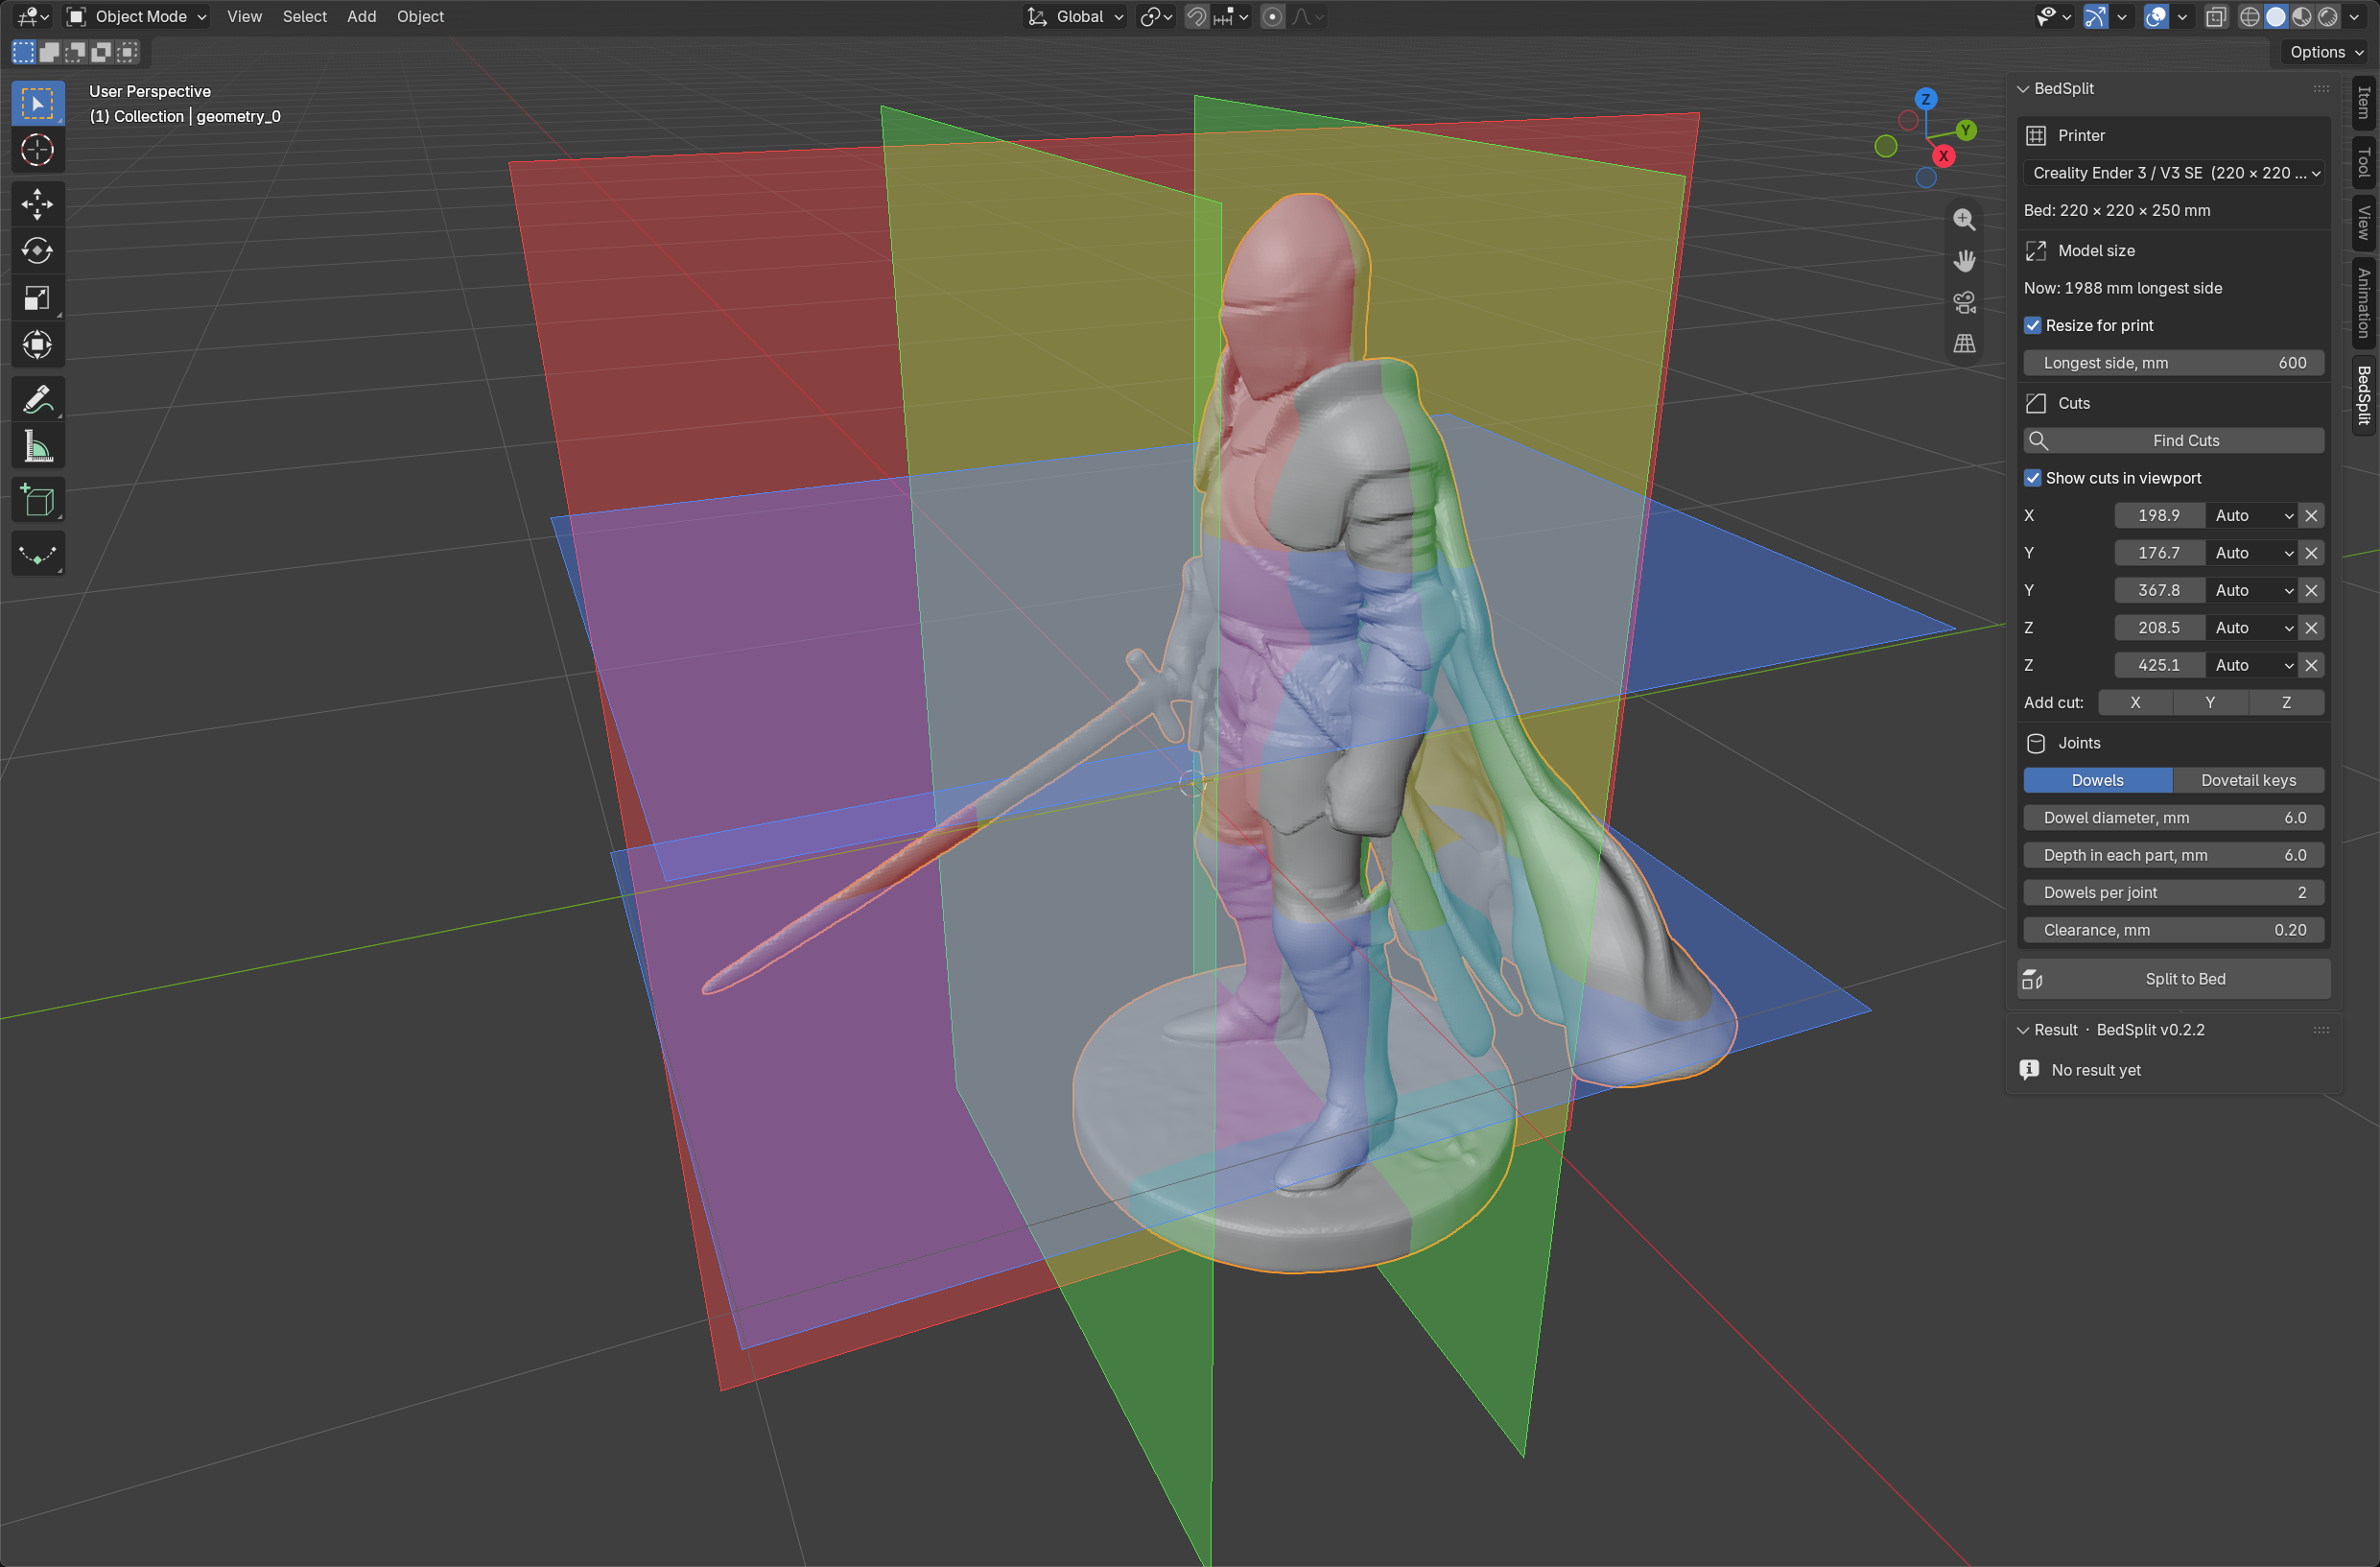 Object Mode View Select Add Object Global
Options
User Perspective
(1) Collection | geometry_0
Z
Y
X
BedSplit
Printer
Creality Ender 3 / V3 SE (220 × 220 ...
Bed: 220 × 220 × 250 mm
Model size
Now: 1988 mm longest side
Resize for print
Longest side, mm 600
Cuts
Find Cuts
Show cuts in viewport
X 198.9 Auto
Y 176.7 Auto
Y 367.8 Auto
Z 208.5 Auto
Z 425.1 Auto
Add cut: X Y Z
Joints
Dowels Dovetail keys
Dowel diameter, mm 6.0
Depth in each part, mm 6.0
Dowels per joint 2
Clearance, mm 0.20
Split to Bed
Result · BedSplit v0.2.2
No result yet
Item
Tool
View
Animation
BedSplit